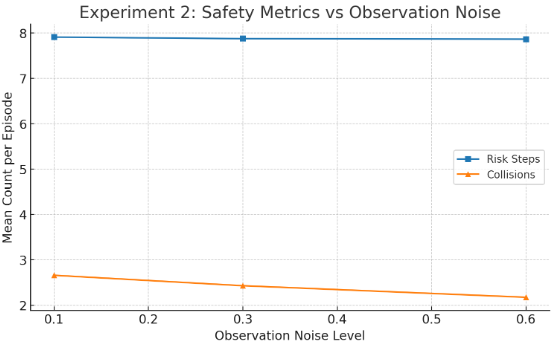 Experiment 2: Safety Metrics vs Observation Noise
Mean Count per Episode
8
7
6
5
4
3
2
Risk Steps
Collisions
0.1 0.2 0.3 0.4 0.5 0.6
Observation Noise Level